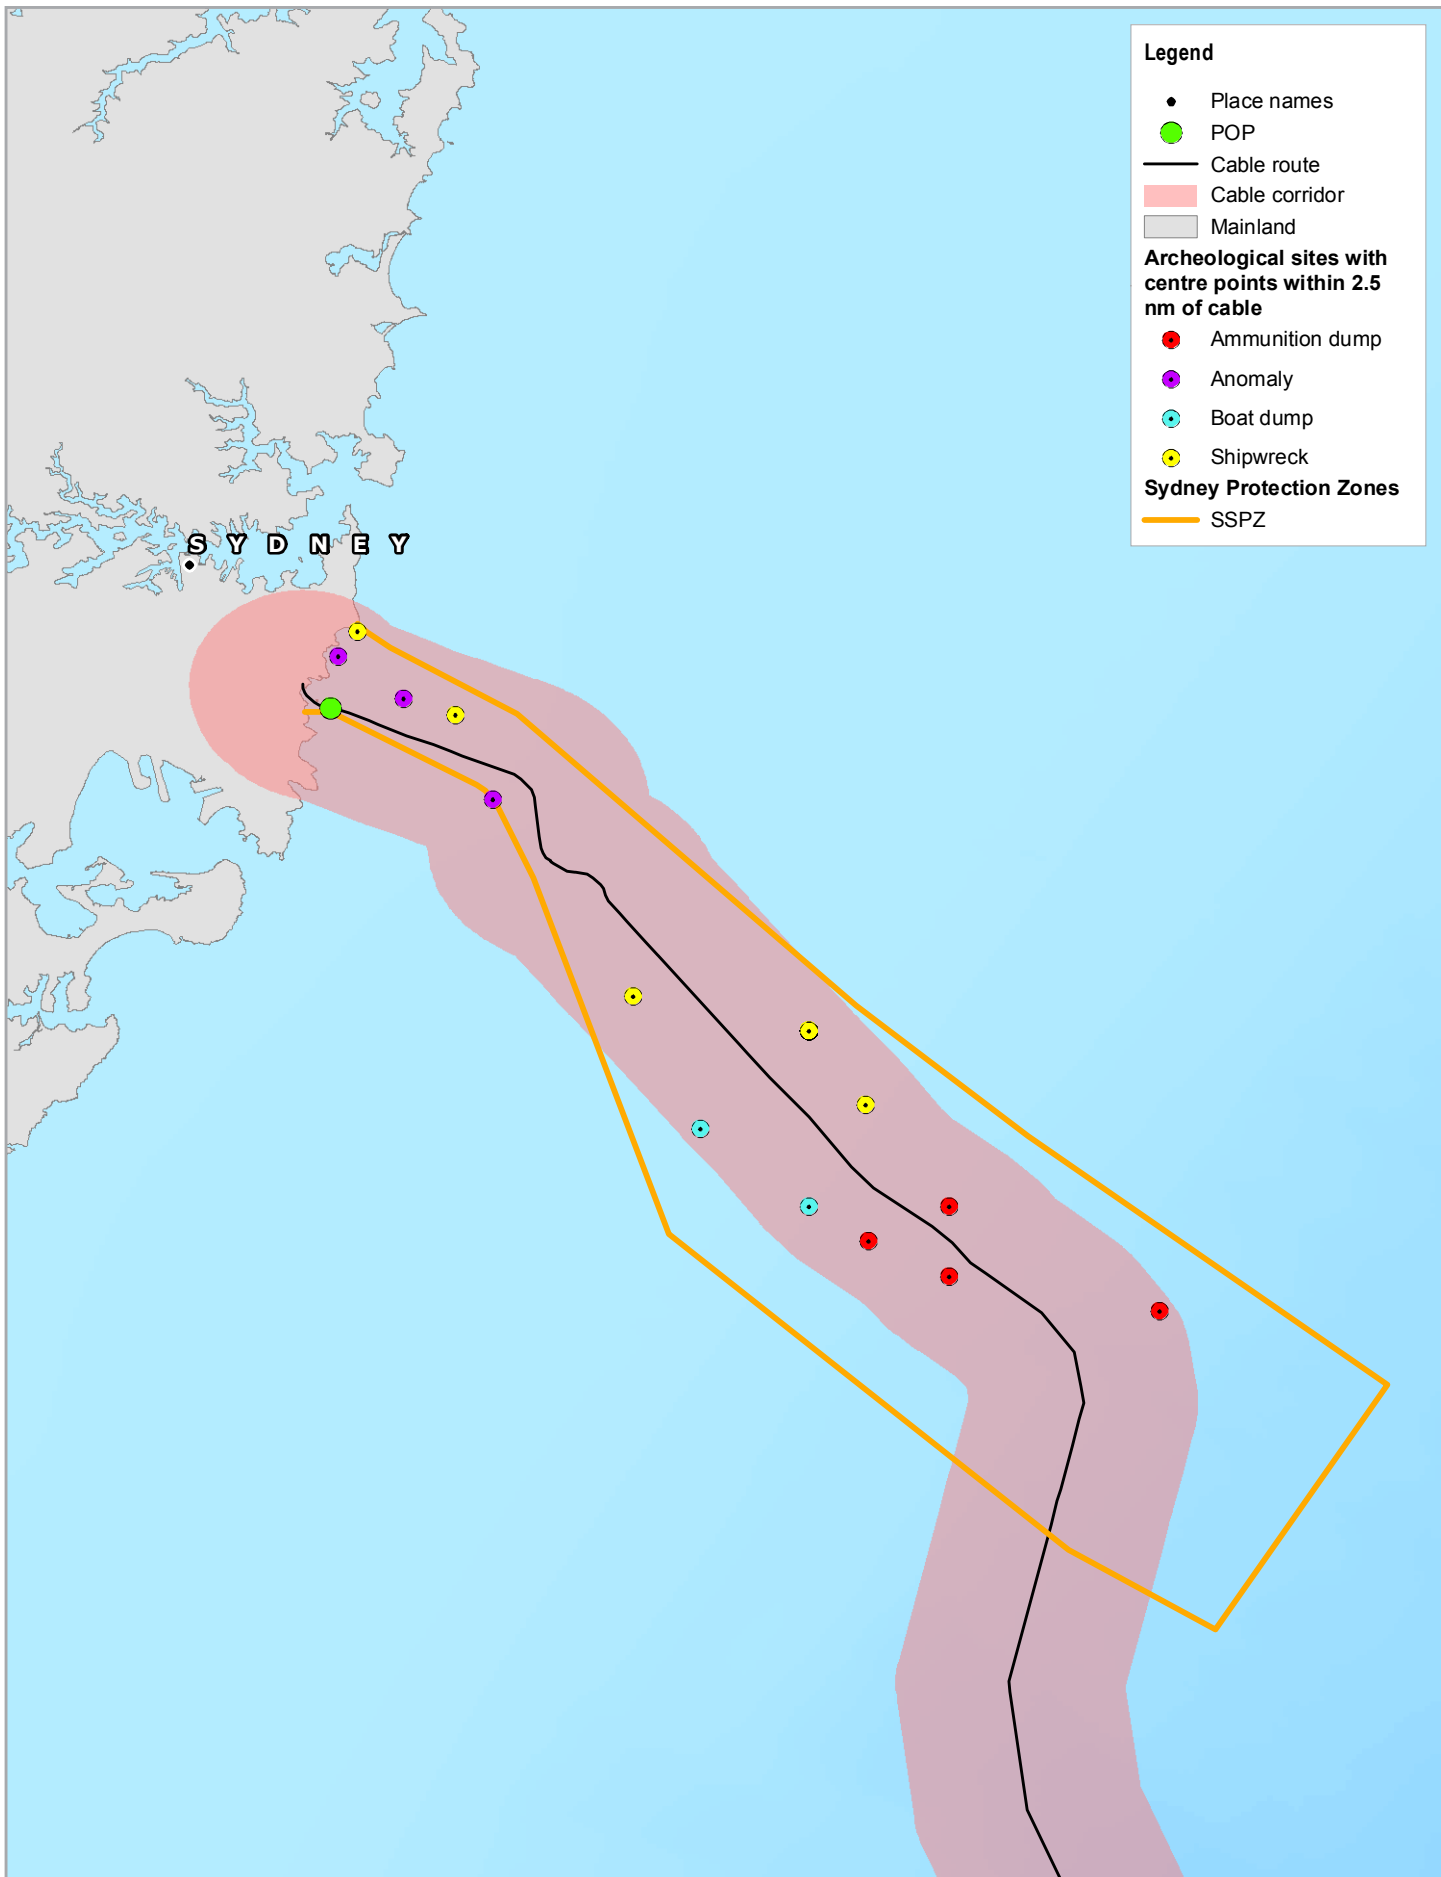 Legend
Place names
POP
Cable route
Cable corridor
Mainland
Archeological sites with
centre points within 2.5
nm of cable
Ammunition dump
Anomaly
Boat dump
Shipwreck
Sydney Protection Zones
SSPZ
SYDNEY